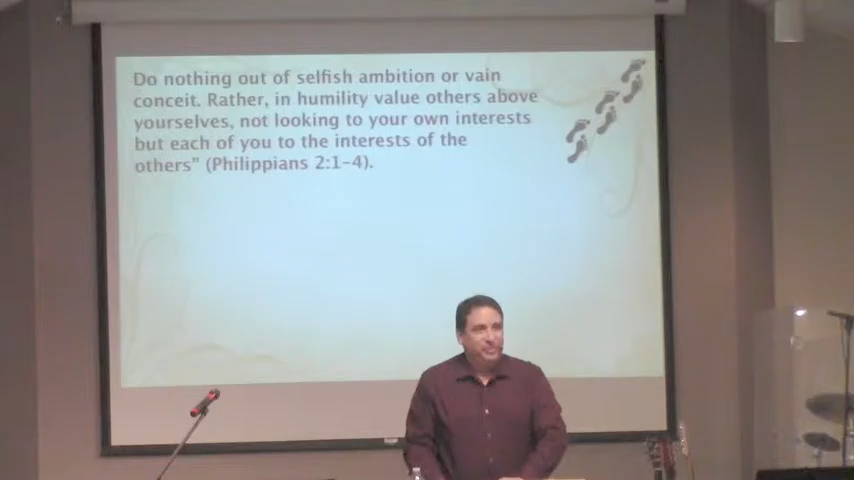 Do nothing out of selfish ambition or vain
conceit. Rather, in humility value others above
yourselves, not looking to your own interests
but each of you to the interests of the
others” (Philippians 2:1-4).